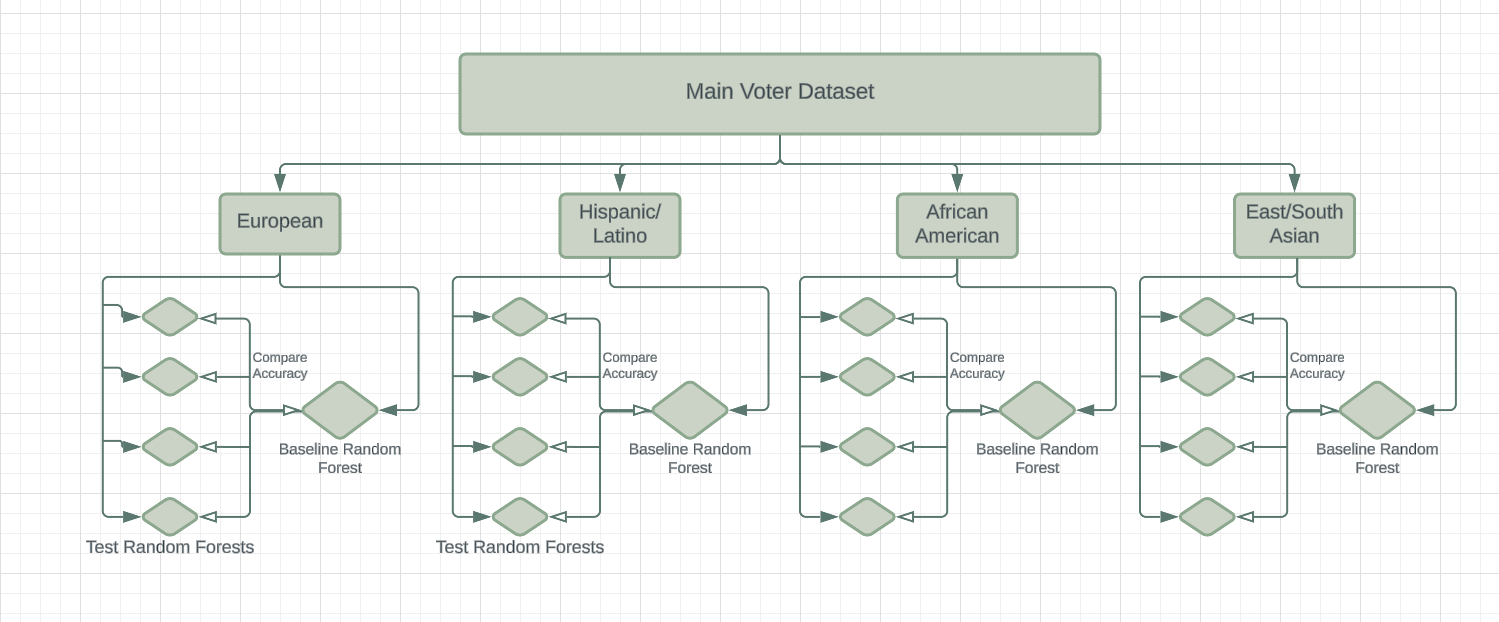 Main Voter Dataset
European
Hispanic/
Latino
African
American
East/South
Asian
Compare
Accuracy
Baseline Random
Forest
Test Random Forests
Compare
Accuracy
Baseline Random
Forest
Test Random Forests
Compare
Accuracy
Baseline Random
Forest
Compare
Accuracy
Baseline Random
Forest